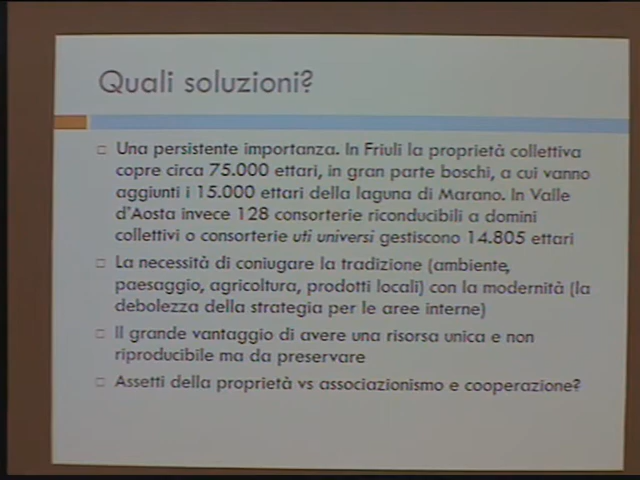 Quali soluzioni?
Una persistente importanza. In Friuli la proprietà collettiva
copre circa 75.000 ettari, in gran parte boschi, a cui vanno
aggiunti i 15.000 ettari della laguna di Marano. In Valle
d'Aosta invece 128 consorterie riconducibili a domini
collettivi o consorterie uti universi gestiscono 14.805 ettari
La necessità di coniugare la tradizione (ambiente,
paesaggio, agricoltura, prodotti locali) con la modernità (la
debolezza della strategia per le aree interne)
Il grande vantaggio di avere una risorsa unica e non
riproducibile ma da preservare
Assetti della proprietà vs associazionismo e cooperazione?